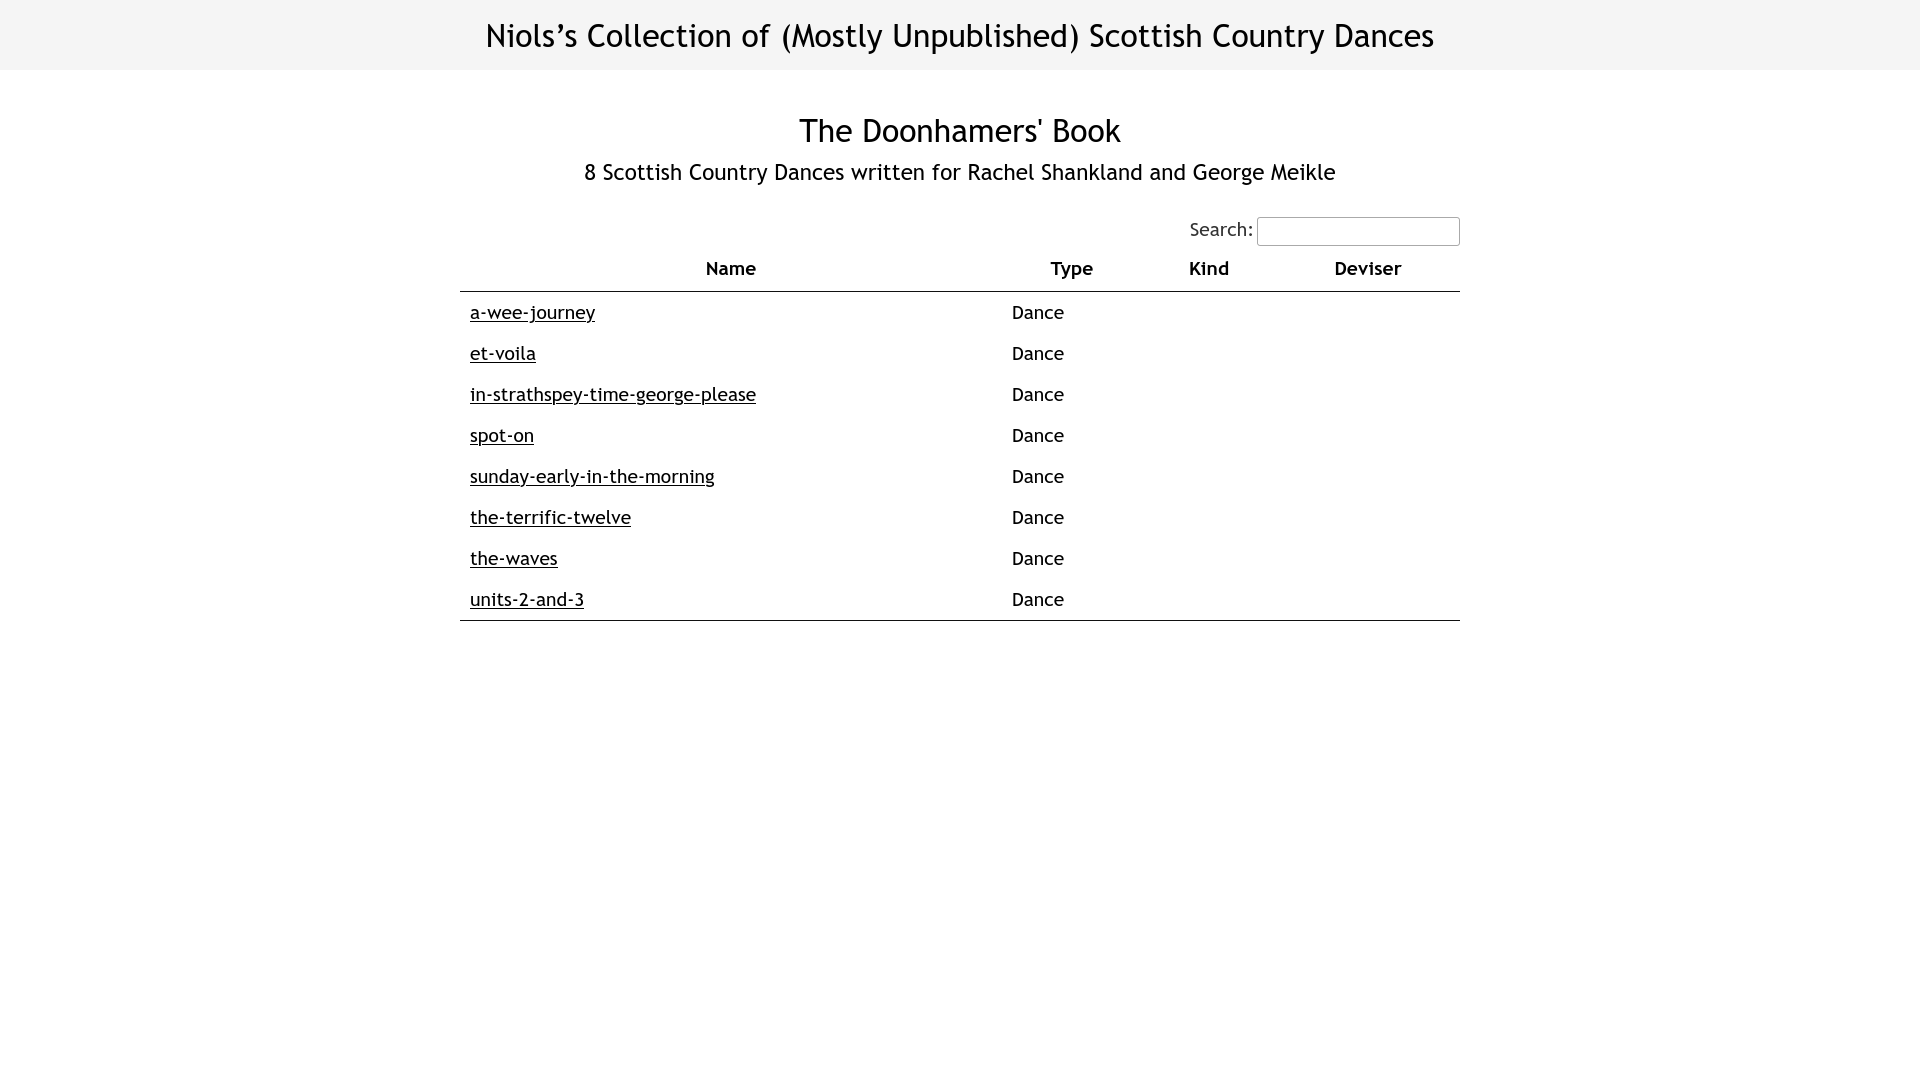 Niols’s Collection of (Mostly Unpublished) Scottish Country Dances
The Doonhamers' Book
8 Scottish Country Dances written for Rachel Shankland and George Meikle
Search:
Name Type Kind Deviser
a-wee-journey Dance
et-voila Dance
in-strathspey-time-george-please Dance
spot-on Dance
sunday-early-in-the-morning Dance
the-terrific-twelve Dance
the-waves Dance
units-2-and-3 Dance